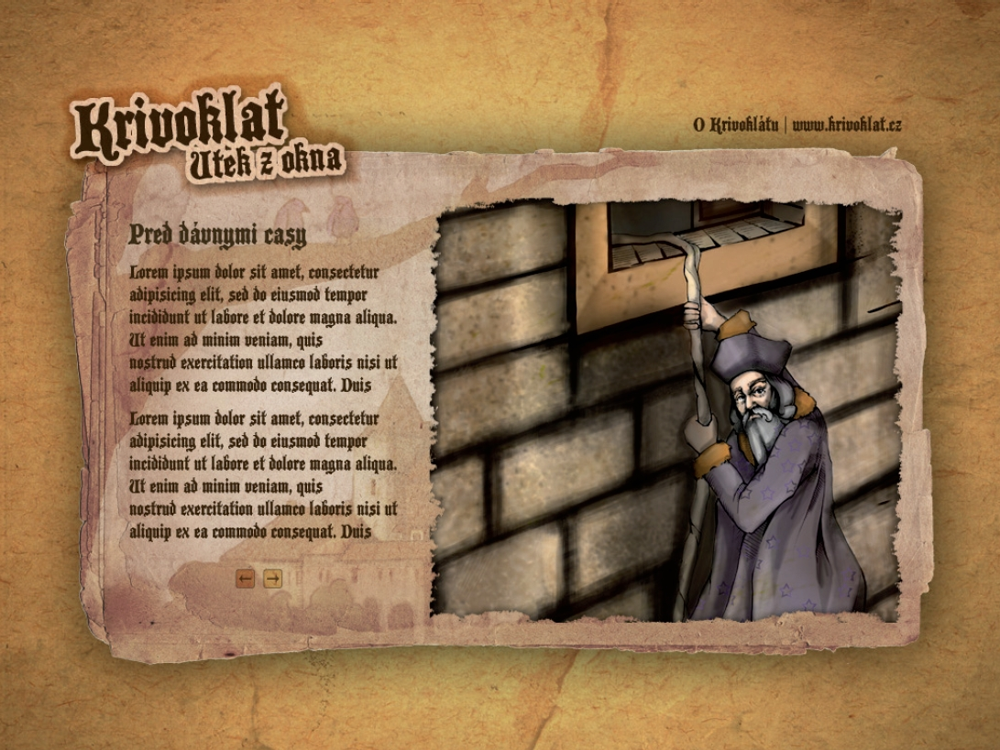 Krivoklat
Utek z okna
O Krivoklátu | www.krivoklat.cz
Pred dávnymi casy
Lorem ipsum dolor sit amet, consectetur
adipisicing elit, sed do eiusmod tempor
incididunt ut labore et dolore magna aliqua.
Ut enim ad minim veniam, quis
nostrud exercitation ullamco laboris nisi ut
aliquip ex ea commodo consequat. Duis
Lorem ipsum dolor sit amet, consectetur
adipisicing elit, sed do eiusmod tempor
incididunt ut labore et dolore magna aliqua.
Ut enim ad minim veniam, quis
nostrud exercitation ullamco laboris nisi ut
aliquip ex ea commodo consequat. Duis